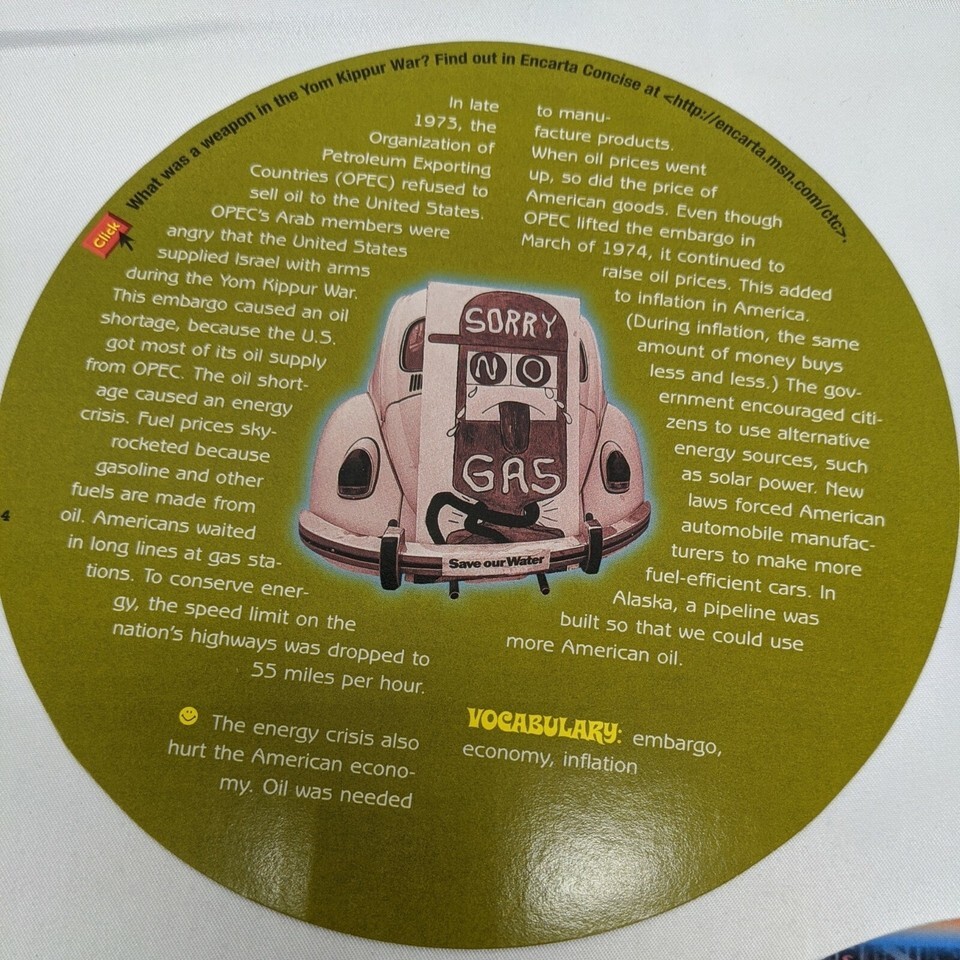 Click
What was a weapon in the Yom Kippur War? Find out in Encarta Concise at <http://encarta.msn.com/ctc>.
In late
1973, the
Organization of
Petroleum Exporting
Countries (OPEC) refused to
sell oil to the United States.
OPEC's Arab members were
angry that the United States
supplied Israel with arms
during the Yom Kippur War.
This embargo caused an oil
shortage, because the U.S.
got most of its oil supply
from OPEC. The oil short-
age caused an energy
crisis. Fuel prices sky-
rocketed because
gasoline and other
fuels are made from
oil. Americans waited
in long lines at gas sta-
tions. To conserve ener-
gy, the speed limit on the
nation's highways was dropped to
55 miles per hour.
The energy crisis also
hurt the American econo-
my. Oil was needed
to manu-
facture products.
When oil prices went
up, so did the price of
American goods. Even though
OPEC lifted the embargo in
March of 1974, it continued to
raise oil prices. This added
to inflation in America.
(During inflation, the same
amount of money buys
less and less.) The gov-
ernment encouraged citi-
zens to use alternative
energy sources, such
as solar power. New
laws forced American
automobile manufac-
turers to make more
fuel-efficient cars. In
Alaska, a pipeline was
built so that we could use
more American oil.
VOCABULARY: embargo,
economy, inflation
SORRY
NO
GAS
Save our Water
4